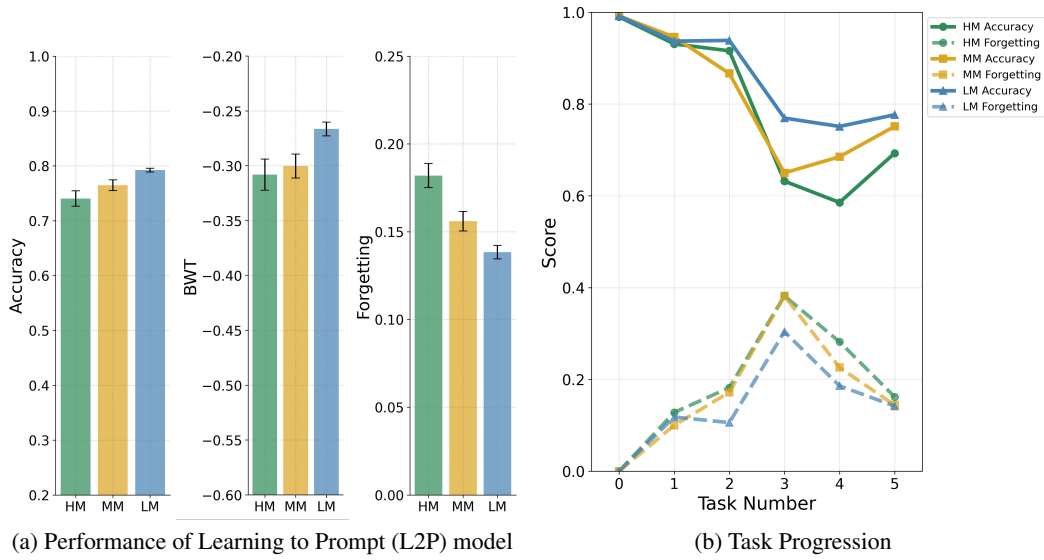 Accuracy
1.0
0.9
0.8
0.7
0.6
0.5
0.4
0.3
0.2
HM MM LM
BWT
−0.20
−0.25
−0.30
−0.35
−0.40
−0.45
−0.50
−0.55
−0.60
HM MM LM
Forgetting
0.25
0.20
0.15
0.10
0.05
0.00
HM MM LM
(a) Performance of Learning to Prompt (L2P) model
Score
1.0
0.8
0.6
0.4
0.2
0.0
0 1 2 3 4 5
Task Number
HM Accuracy
HM Forgetting
MM Accuracy
MM Forgetting
LM Accuracy
LM Forgetting
(b) Task Progression